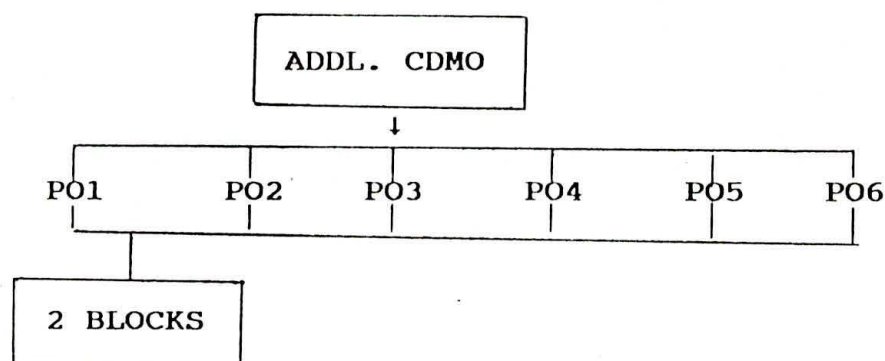 ADDL. CDMO
↓
PO1 PO2 PO3 PO4 PO5 PO6
2 BLOCKS